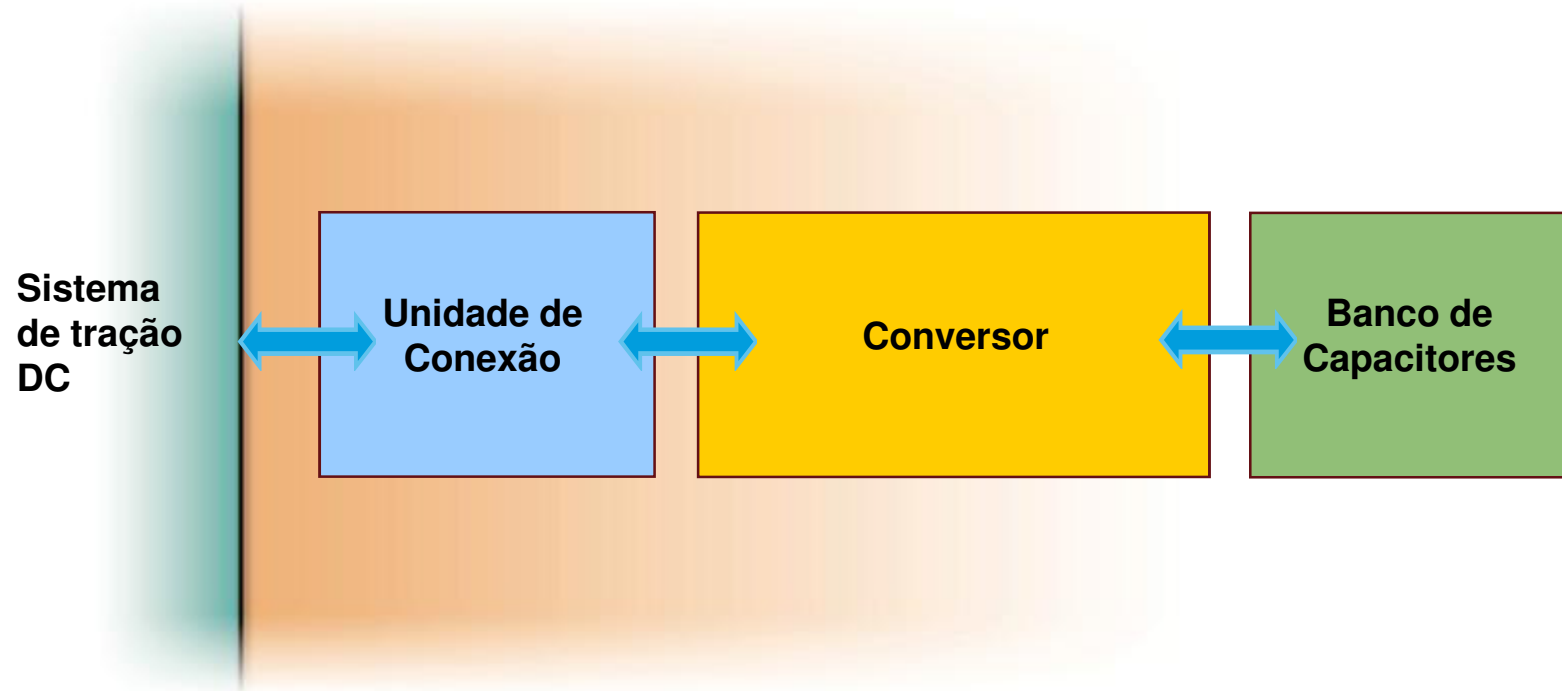 Sistema
de tração
DC
Unidade de
Conexão
Conversor
Banco de
Capacitores